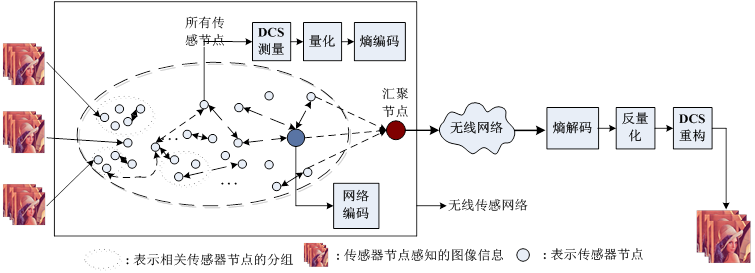 所有传
感节点
DCS
测量
量化
熵编码
汇聚
节点
无线网络
熵解码
反量
化
DCS
重构
网络
编码
无线传感网络
…
…
：表示相关传感器节点的分组
：传感器节点感知的图像信息
：表示传感器节点